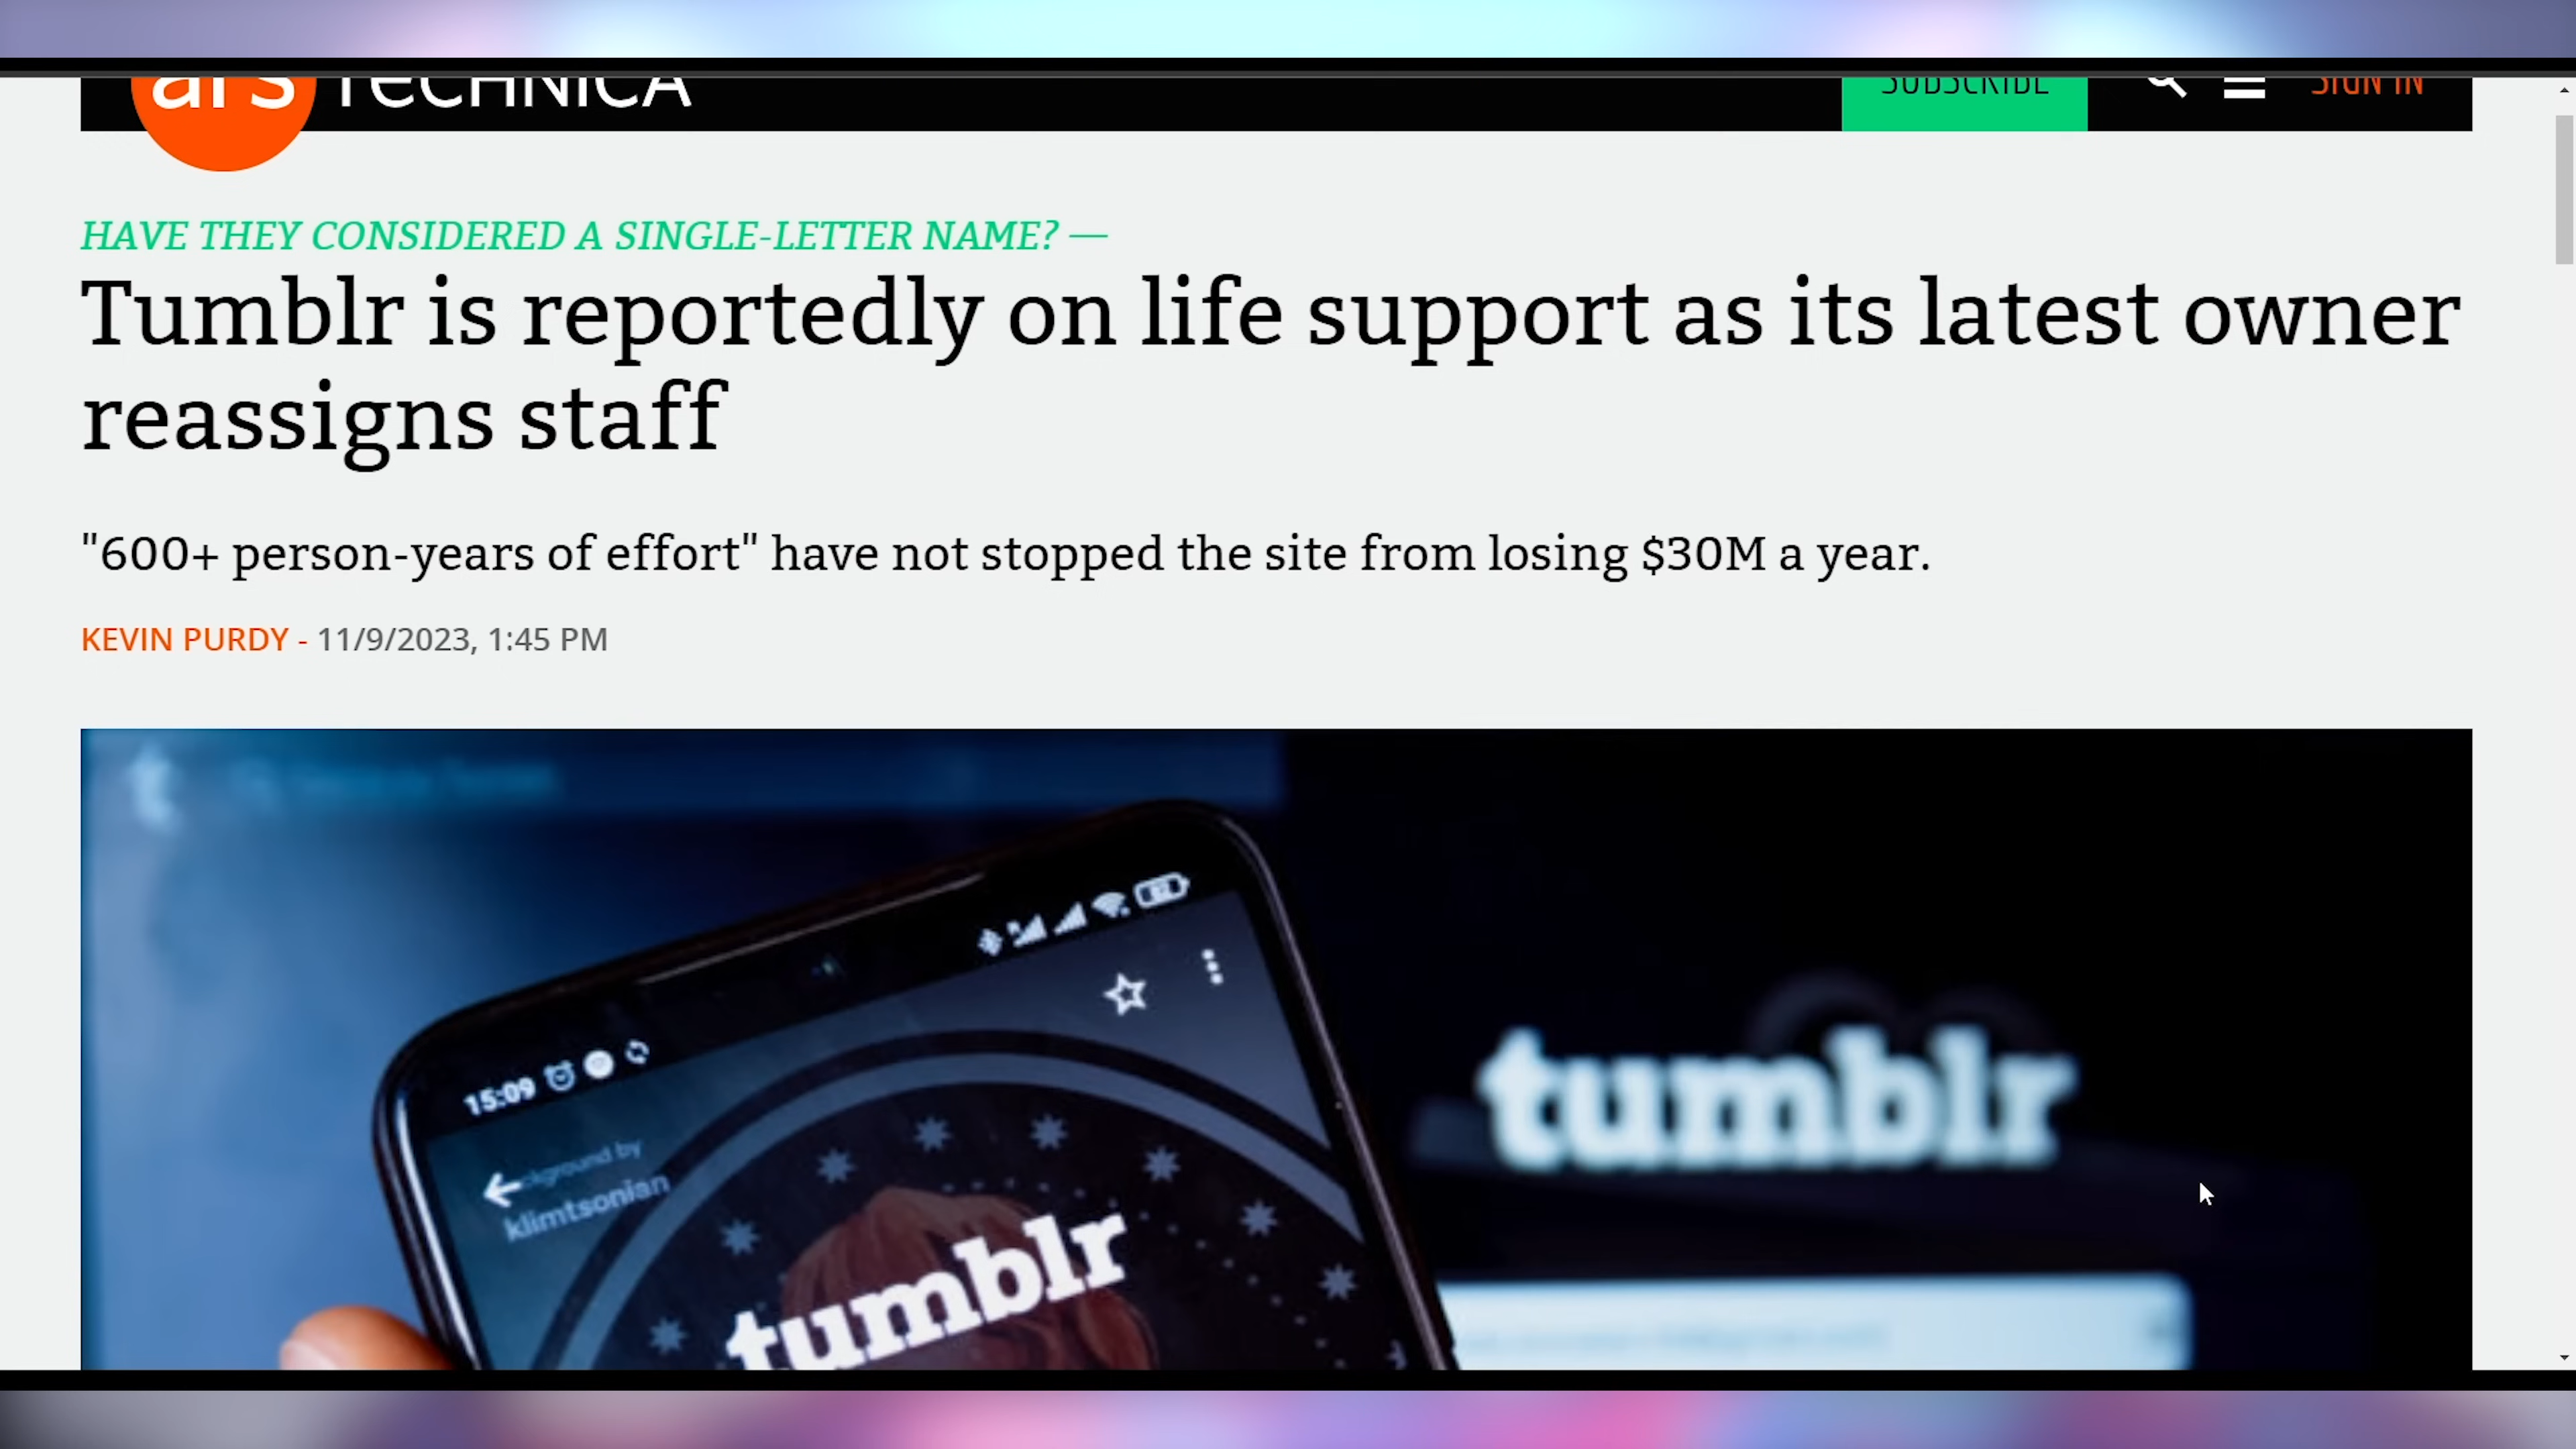 ars TECHNICA
SUBSCRIBE
SIGN IN
HAVE THEY CONSIDERED A SINGLE-LETTER NAME? —
Tumblr is reportedly on life support as its latest owner
reassigns staff
"600+ person-years of effort" have not stopped the site from losing $30M a year.
KEVIN PURDY - 11/9/2023, 1:45 PM
t
15:09
ckground by
klimtsonian
tumblr
tumblr